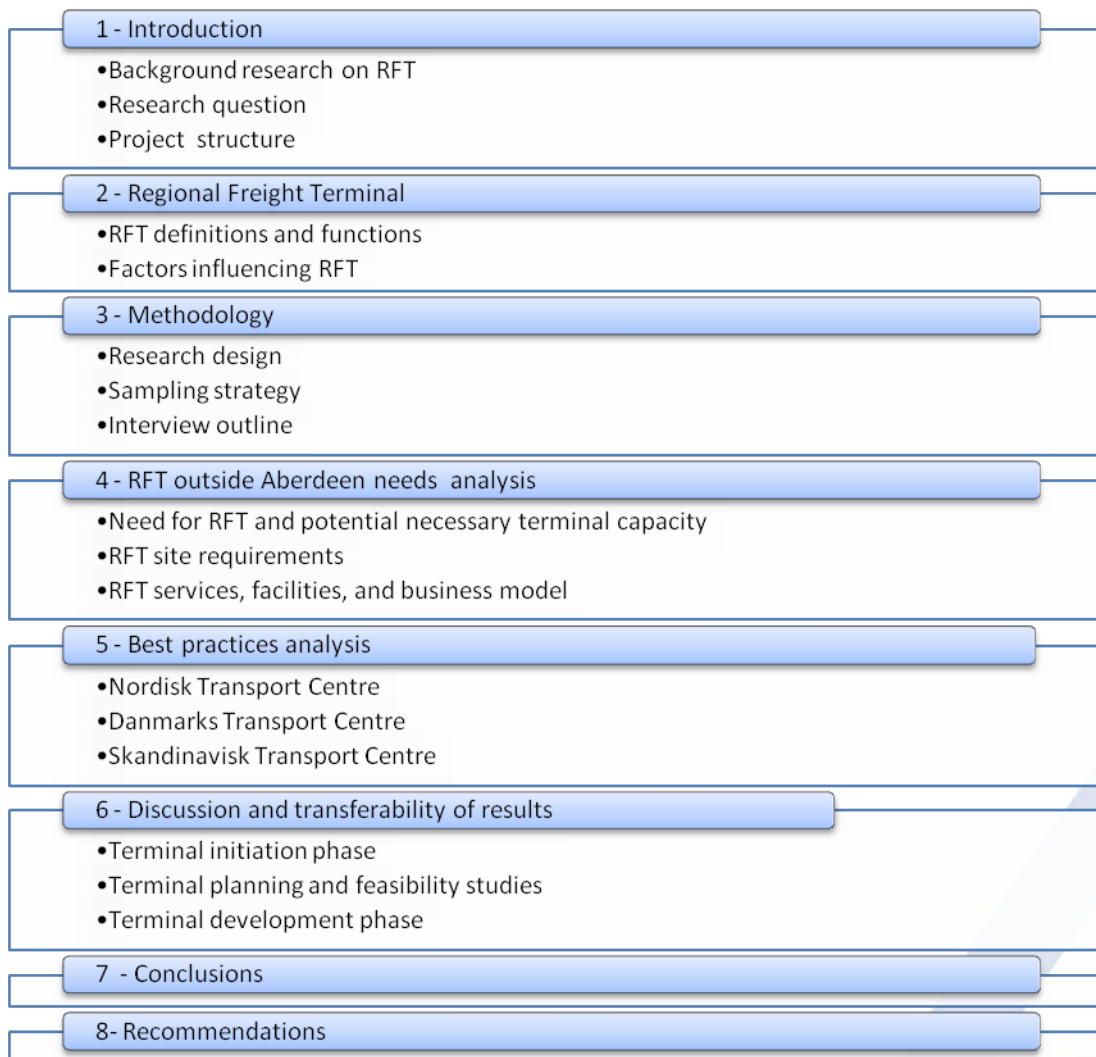 1 - Introduction
•Background research on RFT
•Research question
•Project structure
2 - Regional Freight Terminal
•RFT definitions and functions
•Factors influencing RFT
3 - Methodology
•Research design
•Sampling strategy
•Interview outline
4 - RFT outside Aberdeen needs analysis
•Need for RFT and potential necessary terminal capacity
•RFT site requirements
•RFT services, facilities, and business model
5 - Best practices analysis
•Nordisk Transport Centre
•Danmarks Transport Centre
•Skandinavisk Transport Centre
6 - Discussion and transferability of results
•Terminal initiation phase
•Terminal planning and feasibility studies
•Terminal development phase
7 - Conclusions
8- Recommendations